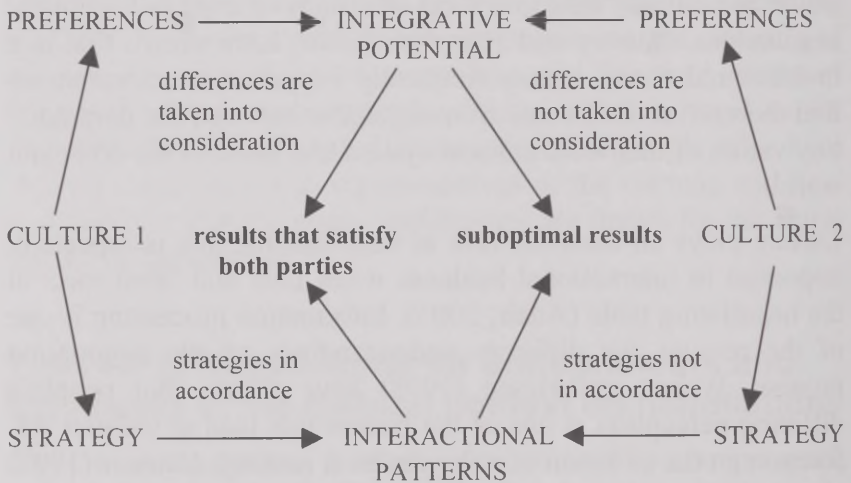 PREFERENCES INTEGRATIVE PREFERENCES
POTENTIAL
differences are differences are
taken into not taken into
consideration consideration
CULTURE 1 results that satisfy suboptimal results CULTURE 2
both parties
strategies in strategies not
accordance in accordance
STRATEGY INTERACTIONAL STRATEGY
PATTERNS